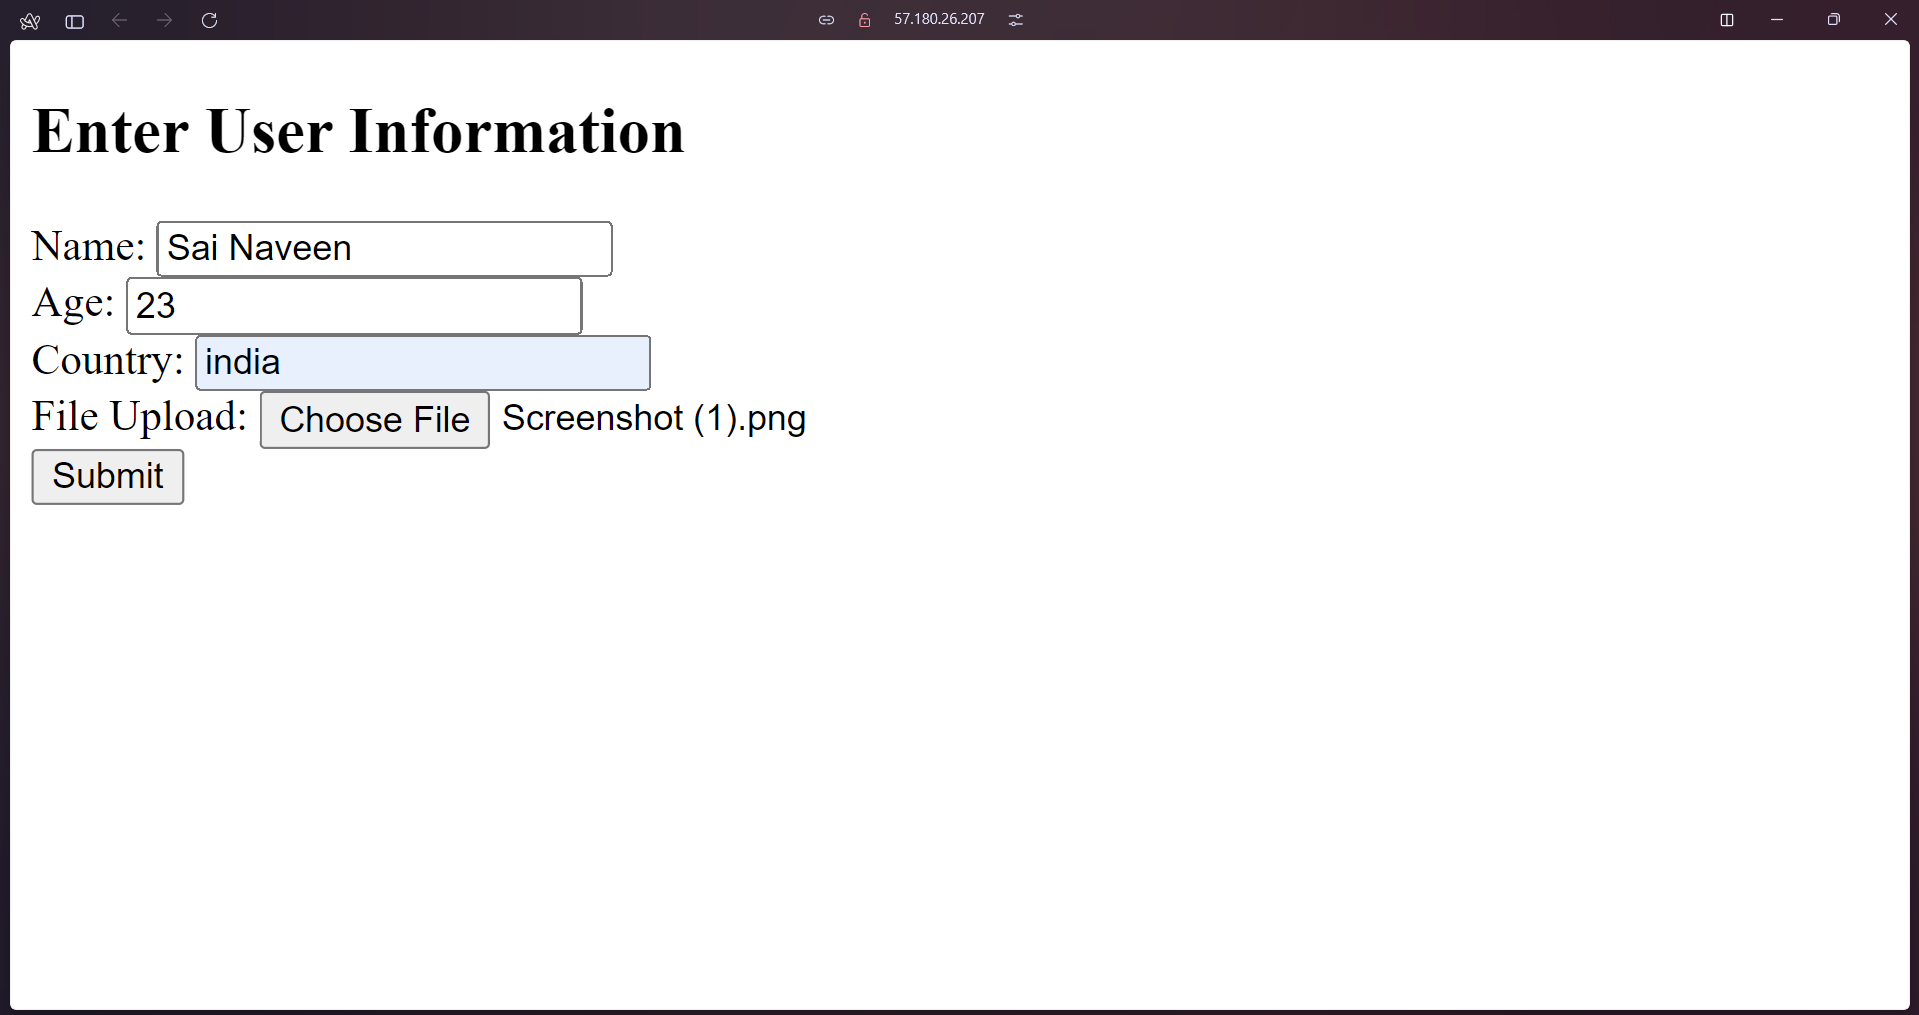 57.180.26.207
Enter User Information
Name: Sai Naveen
Age: 23
Country: india
File Upload: Choose File Screenshot (1).png
Submit